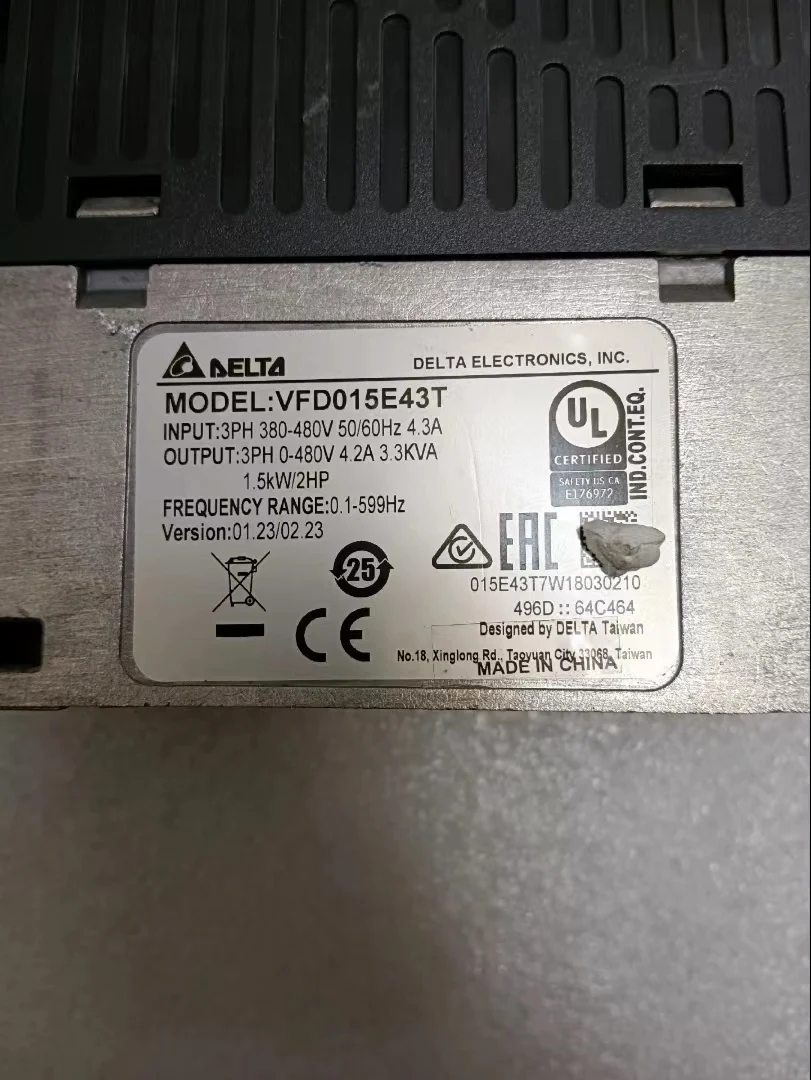 DELTA
DELTA ELECTRONICS, INC.
MODEL:VFD015E43T
INPUT:3PH 380-480V 50/60Hz 4.3A
OUTPUT:3PH 0-480V 4.2A 3.3KVA
1.5kW/2HP
FREQUENCY RANGE:0.1-599Hz
Version:01.23/02.23
UL
CERTIFIED
SAFETY US CA
E176972
IND.CONT.EQ.
25
CE
EAC
015E43T7W18030210
496D :: 64C464
Designed by DELTA Taiwan
No.18, Xinglong Rd., Taoyuan City 33068, Taiwan
MADE IN CHINA